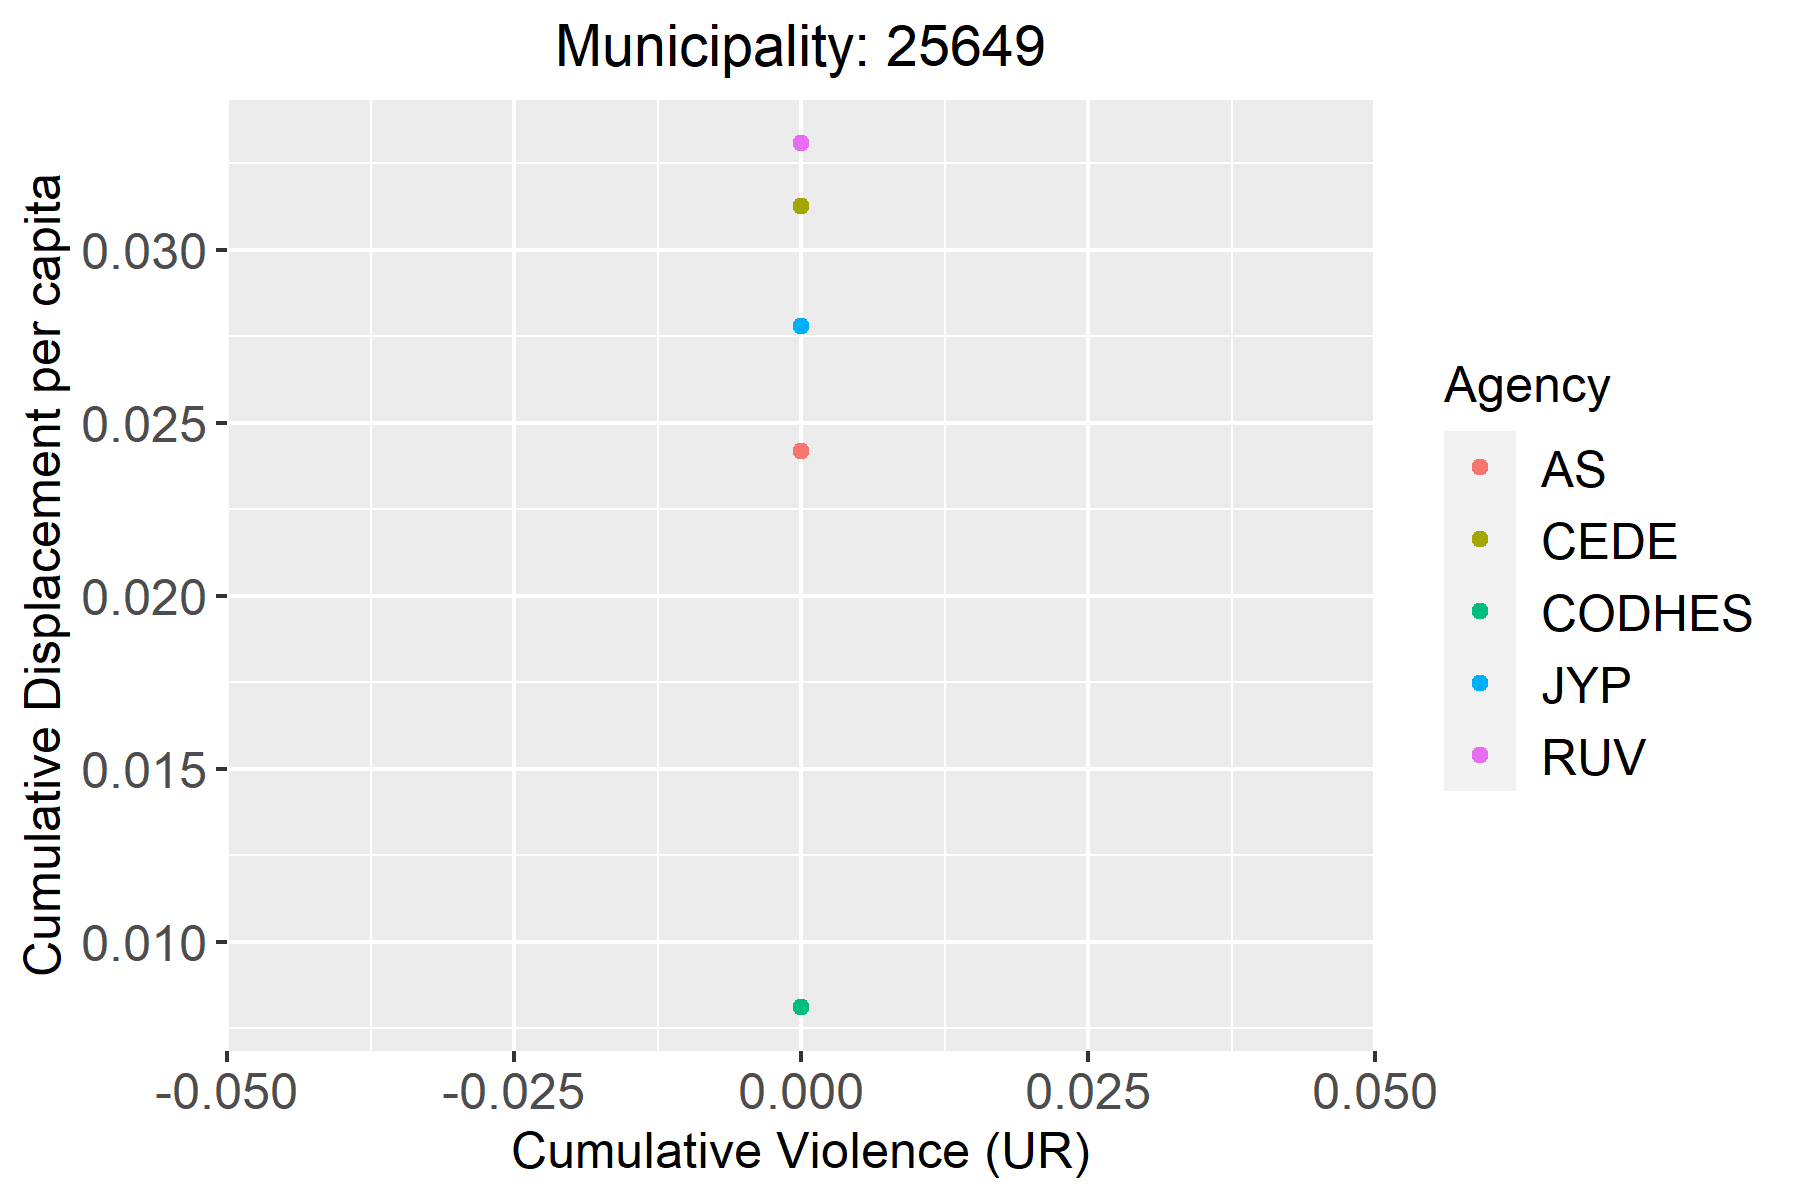 Municipality: 25649
Cumulative Displacement per capita
0.030
0.025
0.020
0.015
0.010
-0.050 -0.025 0.000 0.025 0.050
Cumulative Violence (UR)
Agency
AS
CEDE
CODHES
JYP
RUV